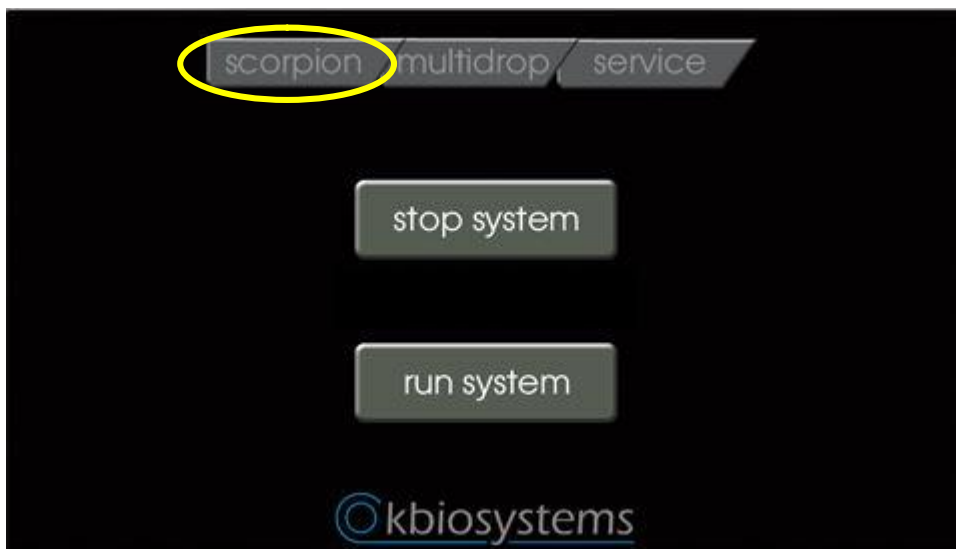 scorpion multidrop service
stop system
run system
kbiosystems